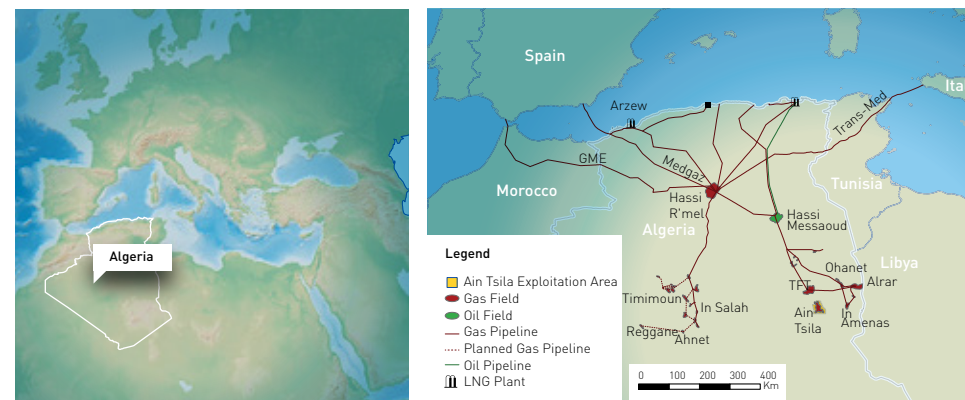 Algeria
Spain
Ita
Arzew
Trans-Med
GME
Medgaz
Morocco
Tunisia
Hassi
R'mel
Hassi
Messaoud
Algeria
Libya
Legend
Ain Tsila Exploitation Area
Gas Field
Oil Field
Gas Pipeline
Planned Gas Pipeline
Oil Pipeline
LNG Plant
Ohanet
TFT
Alrar
Timimoun
In Salah
Ain
Tsila
In
Amenas
Reggane
Ahnet
0 100 200 300 400
Km